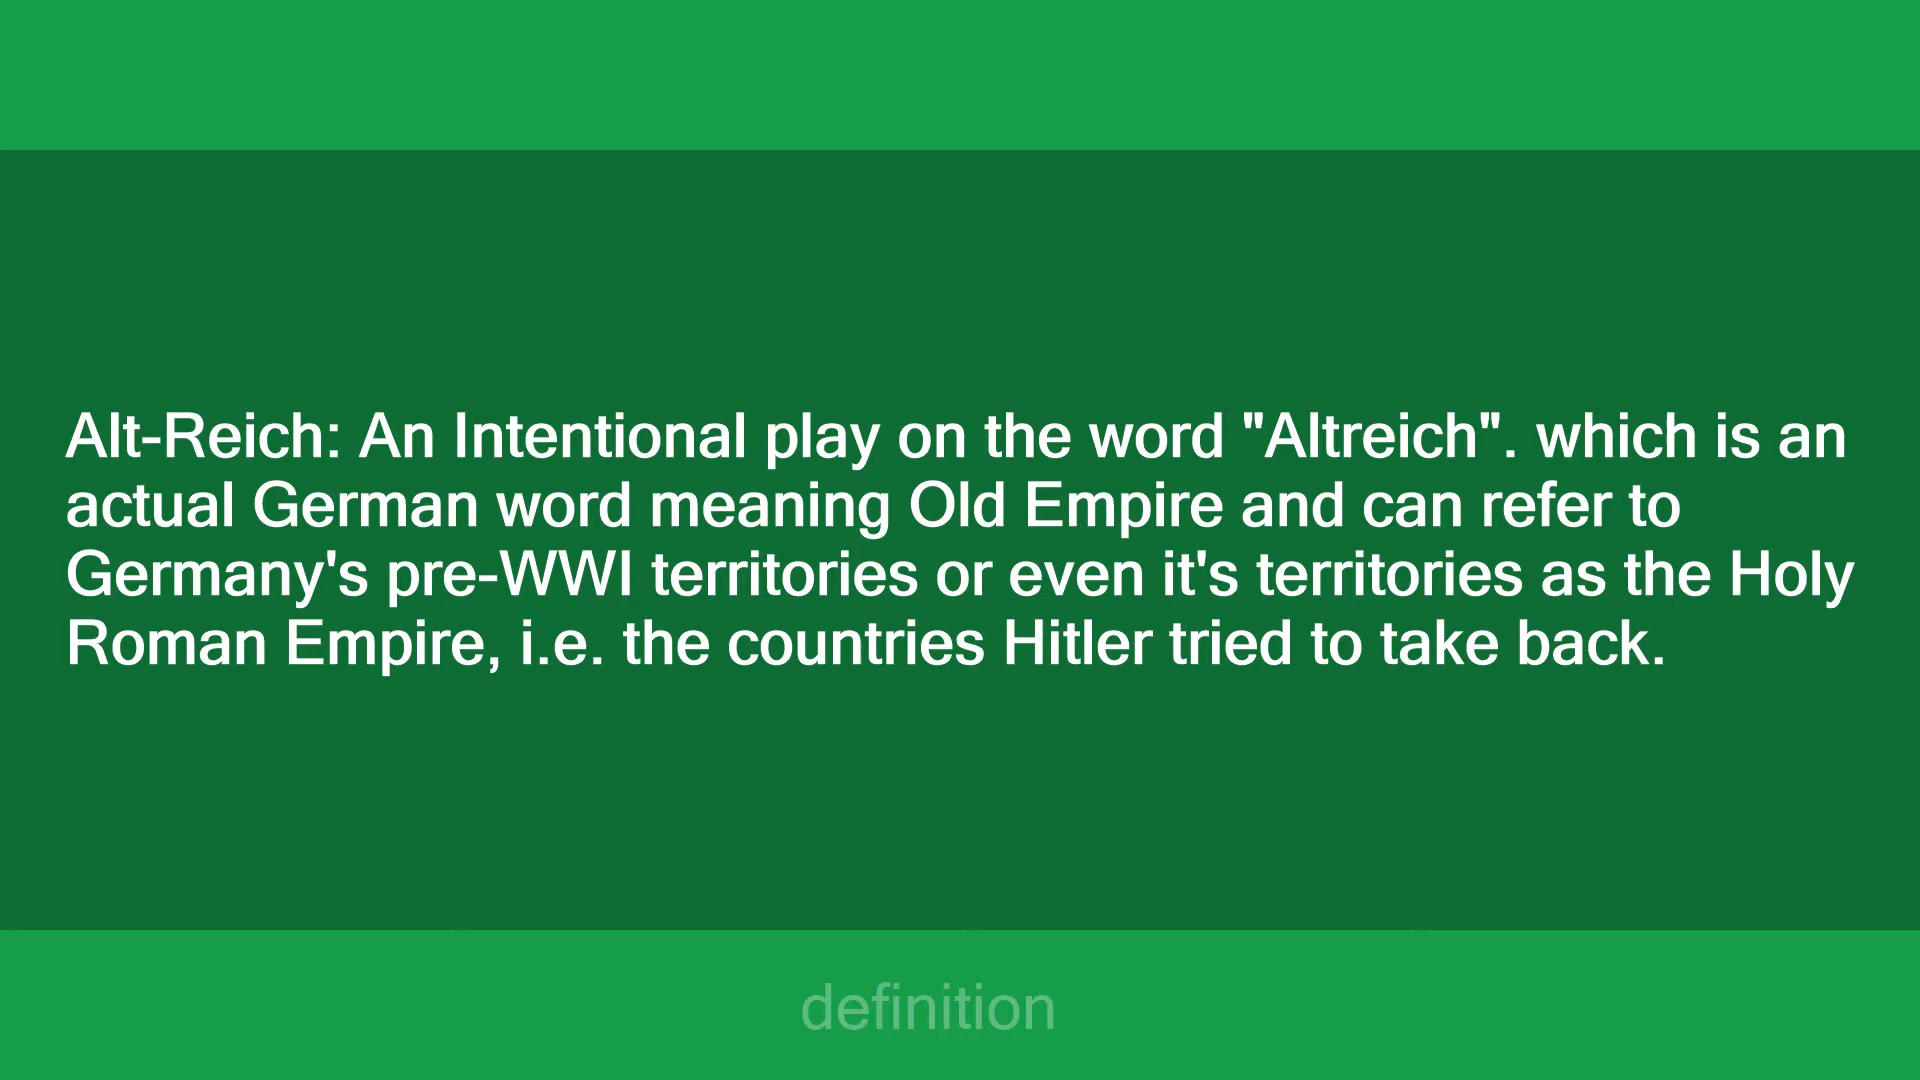 Alt-Reich: An Intentional play on the word "Altreich". which is an
actual German word meaning Old Empire and can refer to
Germany's pre-WWI territories or even it's territories as the Holy
Roman Empire, i.e. the countries Hitler tried to take back.
definition